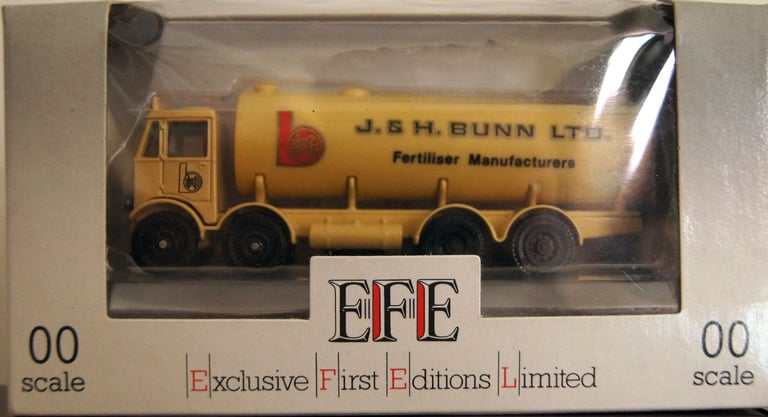 J. & H. BUNN LTD.
Fertiliser Manufacturers
b
b
EFE
00
scale
Exclusive First Editions Limited
00
scale